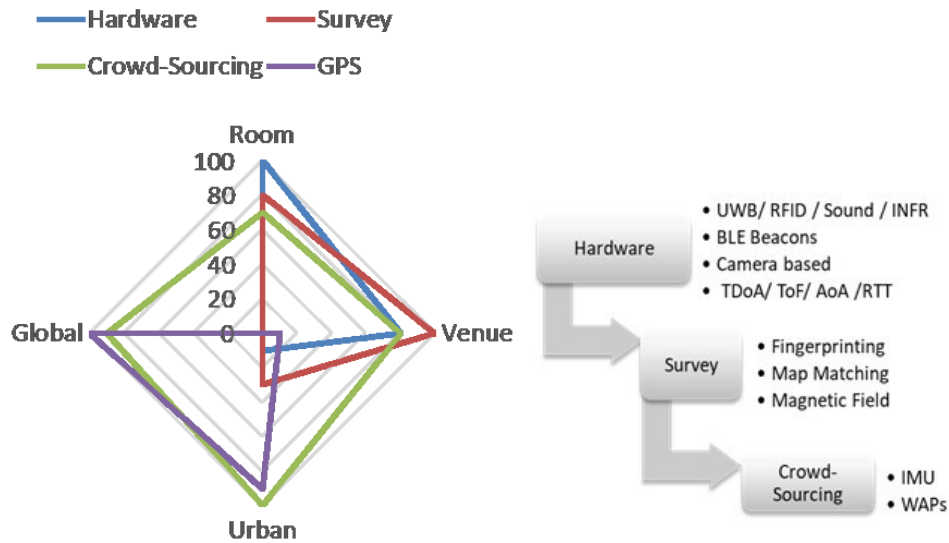 Hardware
Survey
Crowd-Sourcing
GPS
Room
100
80
60
40
20
0
Global
Venue
Urban
Hardware
• UWB/ RFID / Sound / INFR
• BLE Beacons
• Camera based
• TDoA/ ToF/ AoA /RTT
Survey
• Fingerprinting
• Map Matching
• Magnetic Field
Crowd-
Sourcing
• IMU
• WAPs